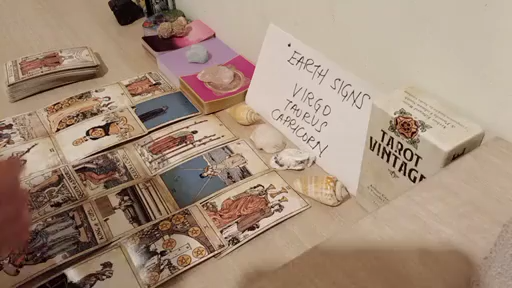 EARTH SIGNS
VIRGO
TAURUS
CAPRICORN
TAROT
VINTAGE